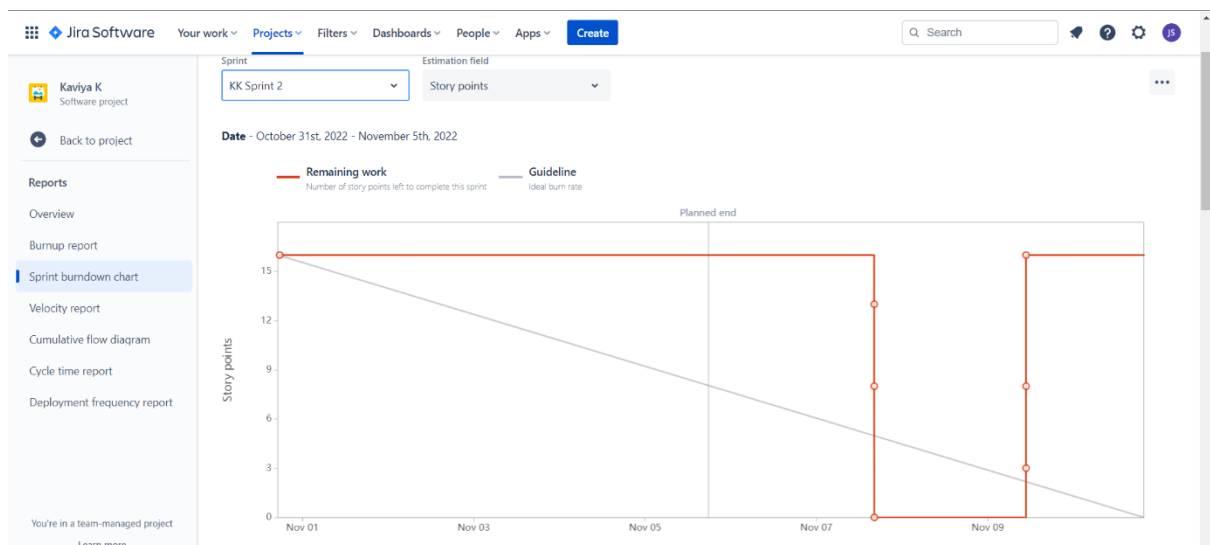 Jira Software Your work Projects Filters Dashboards People Apps Create Search JS
Sprint Estimation field
KK Sprint 2 Story points
Kaviya K
Software project
Back to project
Date - October 31st, 2022 - November 5th, 2022
Remaining work Guideline
Number of story points left to complete this sprint Ideal burn rate
Reports
Overview
Burnup report
Sprint burndown chart
Velocity report
Cumulative flow diagram
Cycle time report
Deployment frequency report
You're in a team-managed project
Learn more
Planned end
Story points
15
12
9
6
3
0
Nov 01 Nov 03 Nov 05 Nov 07 Nov 09